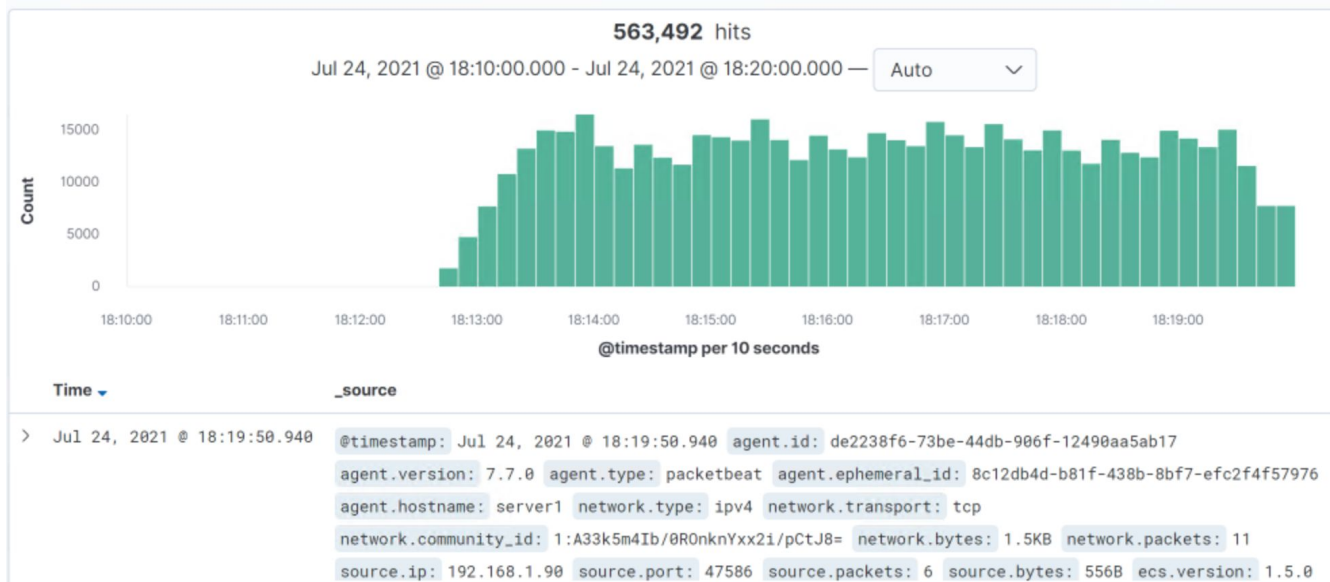 563,492 hits
Jul 24, 2021 @ 18:10:00.000 - Jul 24, 2021 @ 18:20:00.000 — Auto
Count
15000
10000
5000
0
18:10:00 18:11:00 18:12:00 18:13:00 18:14:00 18:15:00 18:16:00 18:17:00 18:18:00 18:19:00
@timestamp per 10 seconds
Time _source
Jul 24, 2021 @ 18:19:50.940 @timestamp: Jul 24, 2021 @ 18:19:50.940 agent.id: de2238f6-73be-44db-906f-12490aa5ab17
agent.version: 7.7.0 agent.type: packetbeat agent.ephemeral_id: 8c12db4d-b81f-438b-8bf7-efc2f4f57976
agent.hostname: server1 network.type: ipv4 network.transport: tcp
network.community_id: 1:A33k5m4Ib/0ROnknYxx2i/pCtJ8= network.bytes: 1.5KB network.packets: 11
source.ip: 192.168.1.90 source.port: 47586 source.packets: 6 source.bytes: 556B ecs.version: 1.5.0